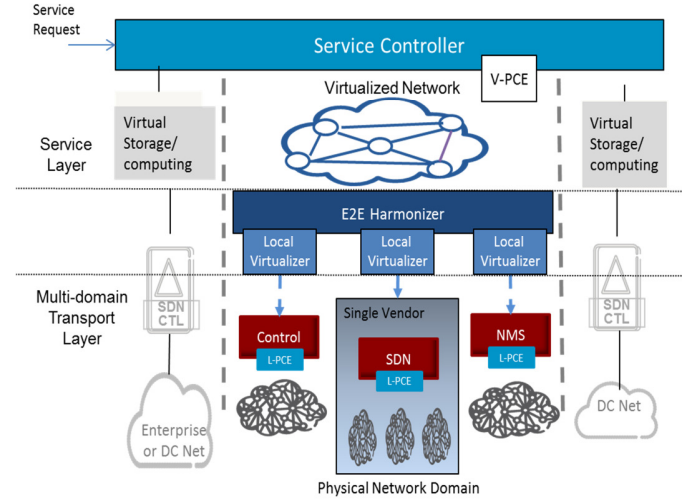 Service
Request
Service Controller
V-PCE
Virtualized Network
Virtual
Storage/
computing
Virtual
Storage/
computing
Service
Layer
E2E Harmonizer
Local
Virtualizer
Local
Virtualizer
Local
Virtualizer
Multi-domain
Transport
Layer
SDN
CTL
SDN
CTL
Single Vendor
Control
L-PCE
SDN
L-PCE
NMS
L-PCE
Enterprise
or DC Net
DC Net
Physical Network Domain